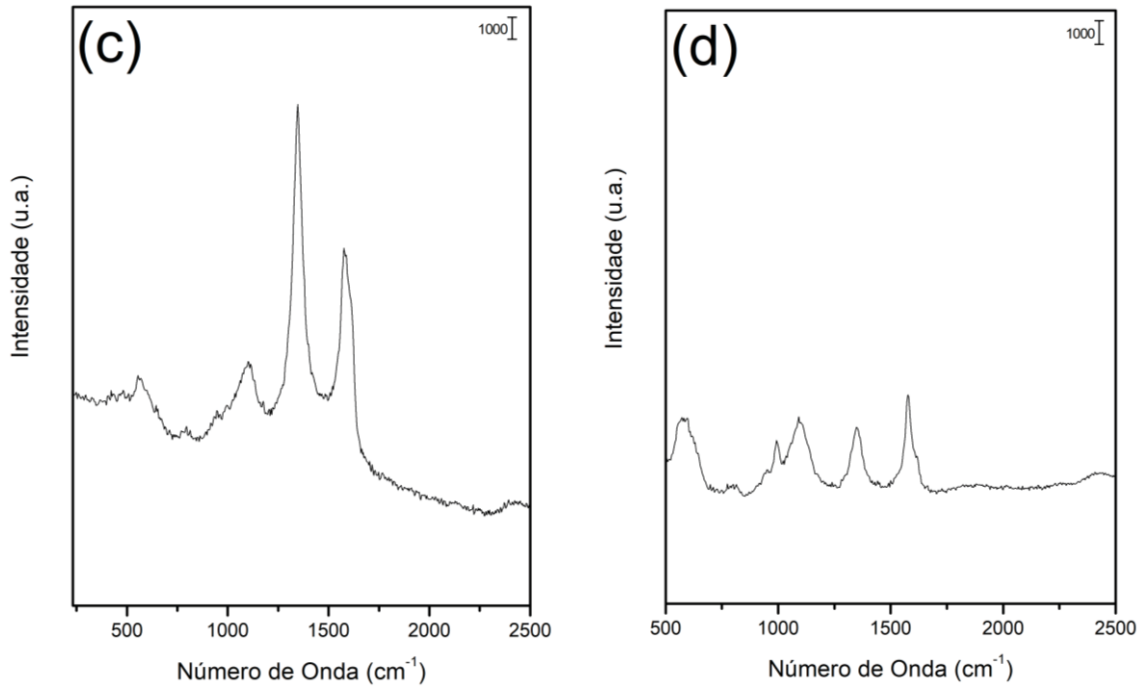 (c)
1000
Intensidade (u.a.)
500 1000 1500 2000 2500
Número de Onda (cm⁻¹)
(d)
1000
Intensidade (u.a.)
500 1000 1500 2000 2500
Número de Onda (cm⁻¹)